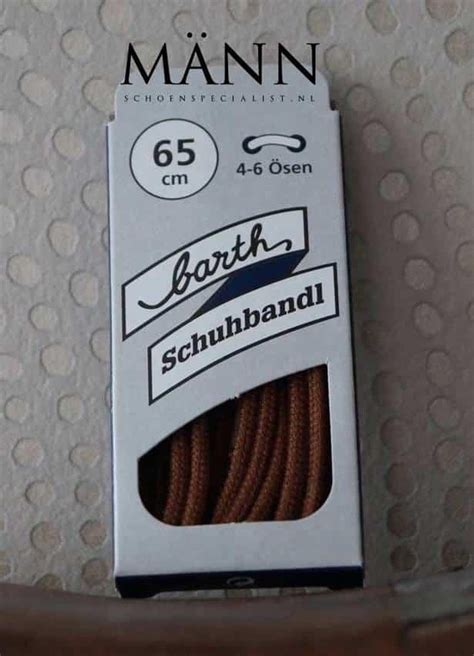 MÄNN
SCHOENSPECIALIST.NL
65
cm
4-6 Ösen
barth
Schuhbandl